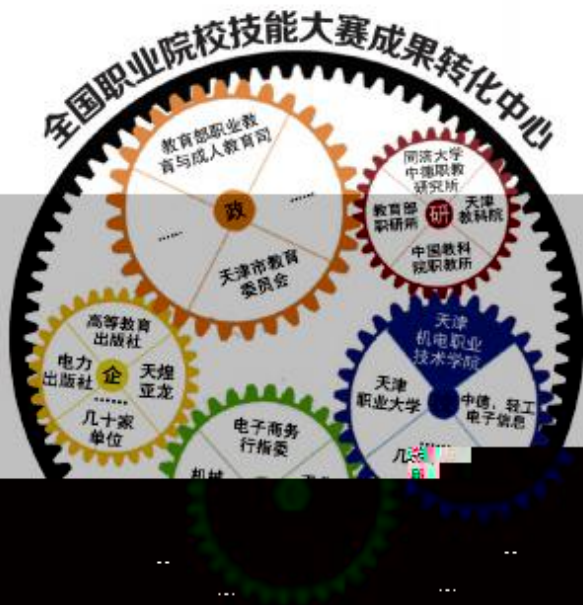 全国职业院校技能大赛成果转化中心
教育部职业教
育与成人教育司
……
……
天津市教育
委员会
政
同济大学
中德职教
研究所
教育部
职研所
研
天津
教科院
中国教科
院职教所
高等教育
出版社
电力
出版社
企
天煌
亚龙
……
几十家
单位
天津
机电职业
技术学院
天津
职业大学
中德、轻工
电子信息
……
几
电子商务
行指委
机械